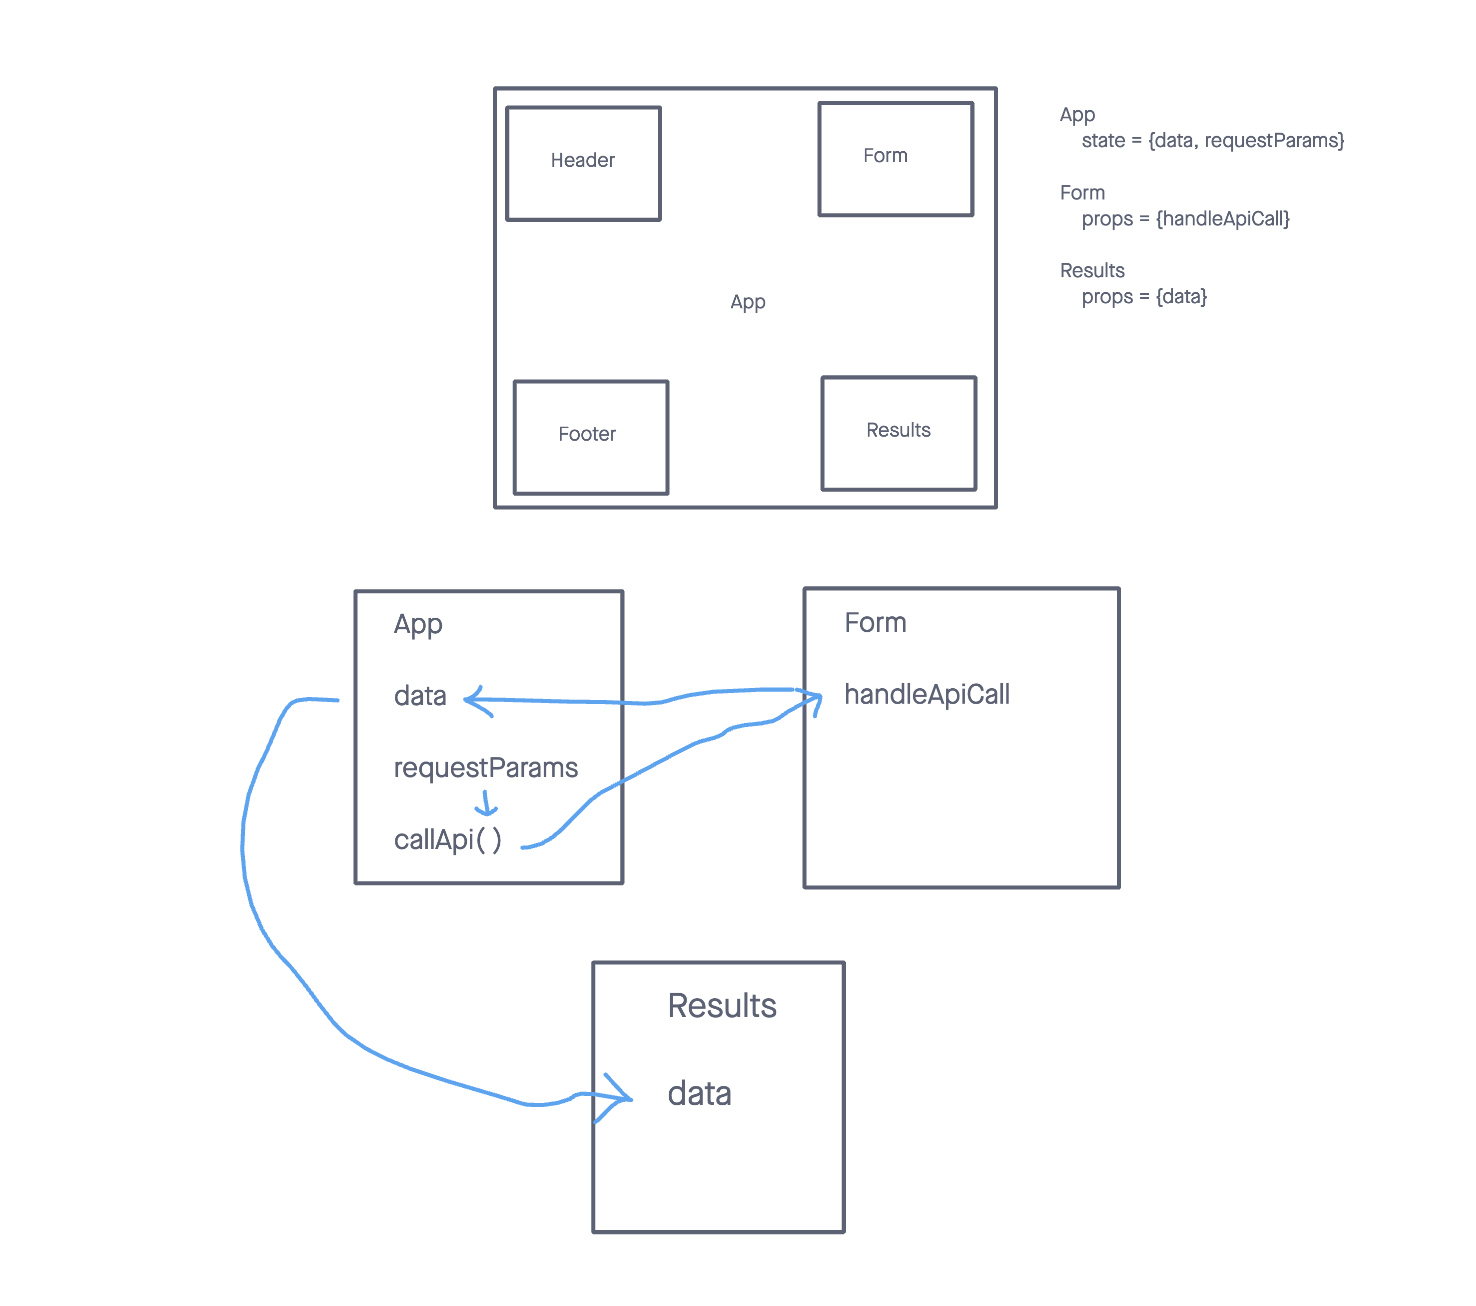 Header
Form
App
Footer
Results
App
state = {data, requestParams}
Form
props = {handleApiCall}
Results
props = {data}
App
data
requestParams
callApi()
Form
handleApiCall
Results
data